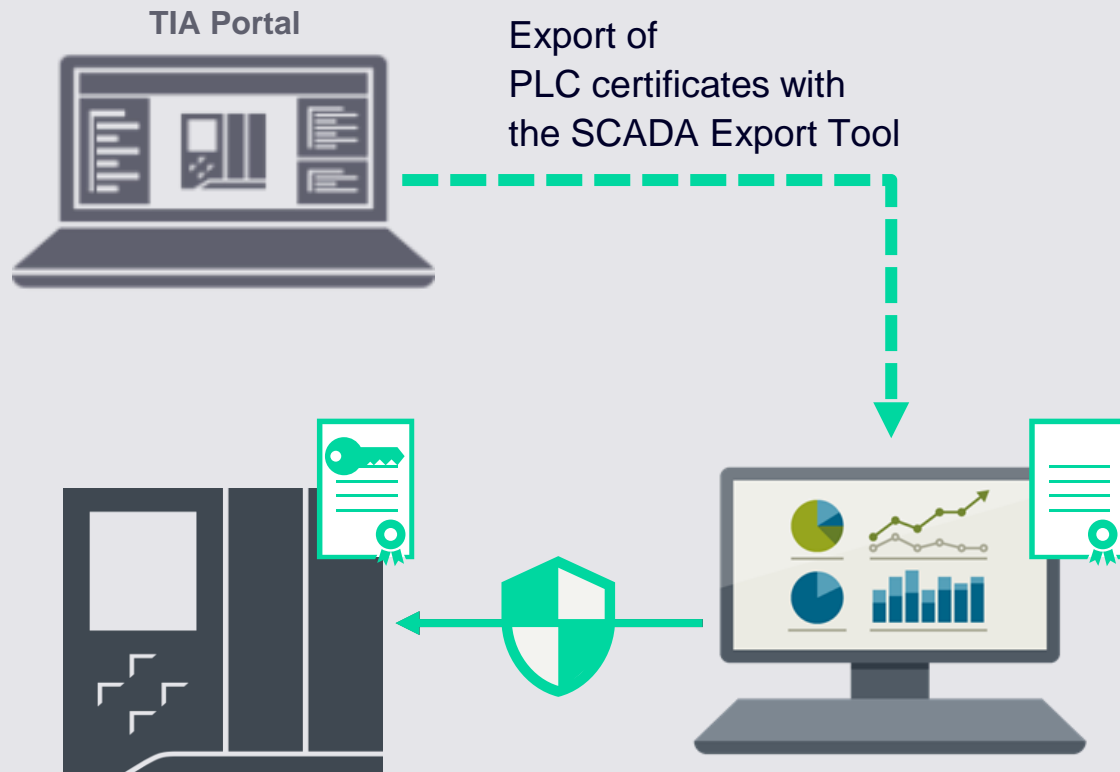 TIA Portal
Export of
PLC certificates with
the SCADA Export Tool